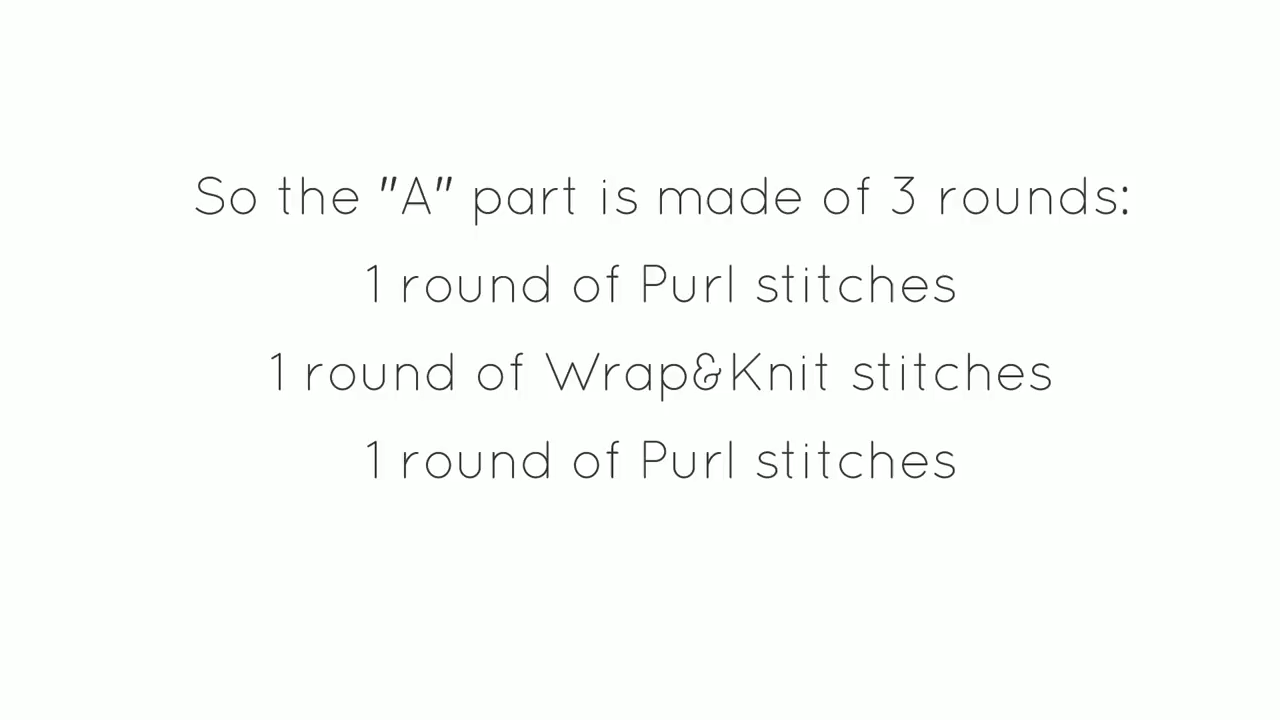 So the "A" part is made of 3 rounds:
1 round of Purl stitches
1 round of Wrap&Knit stitches
1 round of Purl stitches